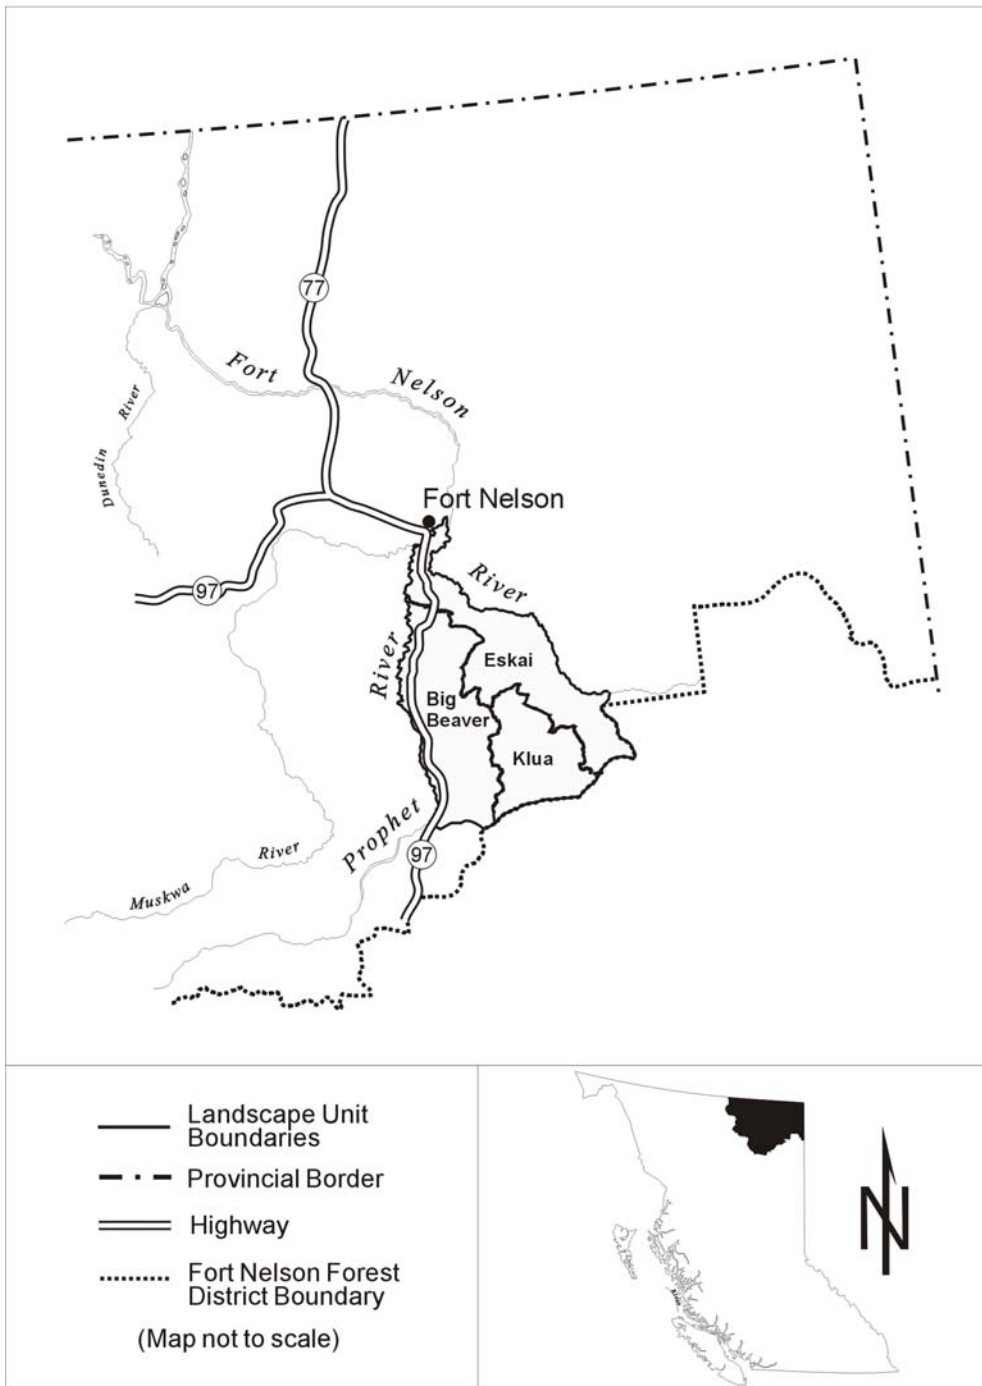 77
Fort
Nelson
River
Dunedin
Fort Nelson
97
River
River
Eskai
Big
Beaver
Klua
Prophet
97
River
Muskwa
Landscape Unit
Boundaries
Provincial Border
Highway
Fort Nelson Forest
District Boundary
(Map not to scale)
N